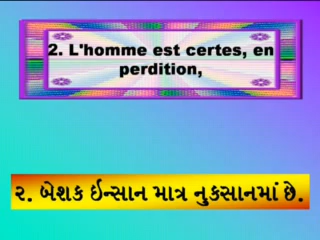 2. L'homme est certes, en
perdition,
૨. બેશક ઈન્સાન માત્ર નુકસાનમાં છે.